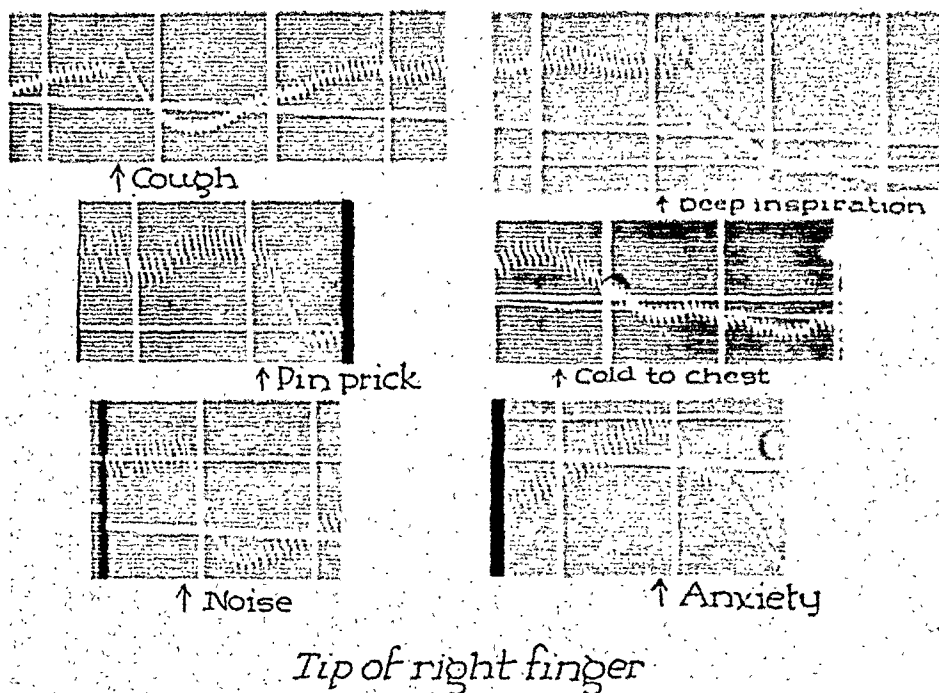 ↑ Cough
↑ Deep inspiration
↑ Pin prick
↑ Cold to chest
↑ Noise
↑ Anxiety
Tip of right finger